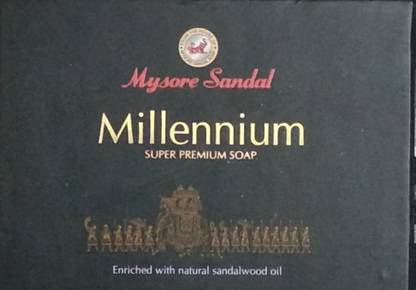 Mysore Sandal
Millennium
SUPER PREMIUM SOAP
Enriched with natural sandalwood oil